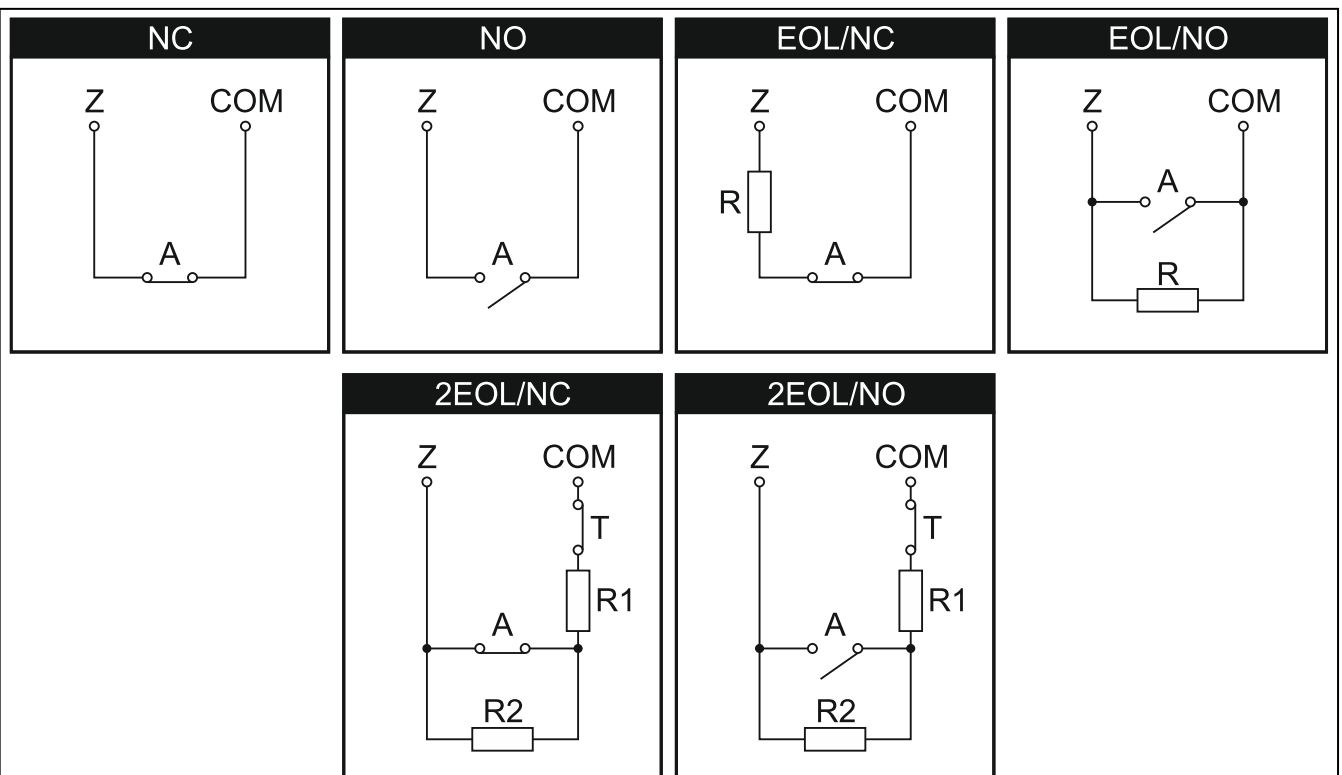 NC NO EOL/NC EOL/NO
Z COM Z COM Z COM Z COM
A
R
A A A
R
2EOL/NC 2EOL/NO
Z COM Z COM
T T
R1 R1
A A
R2 R2